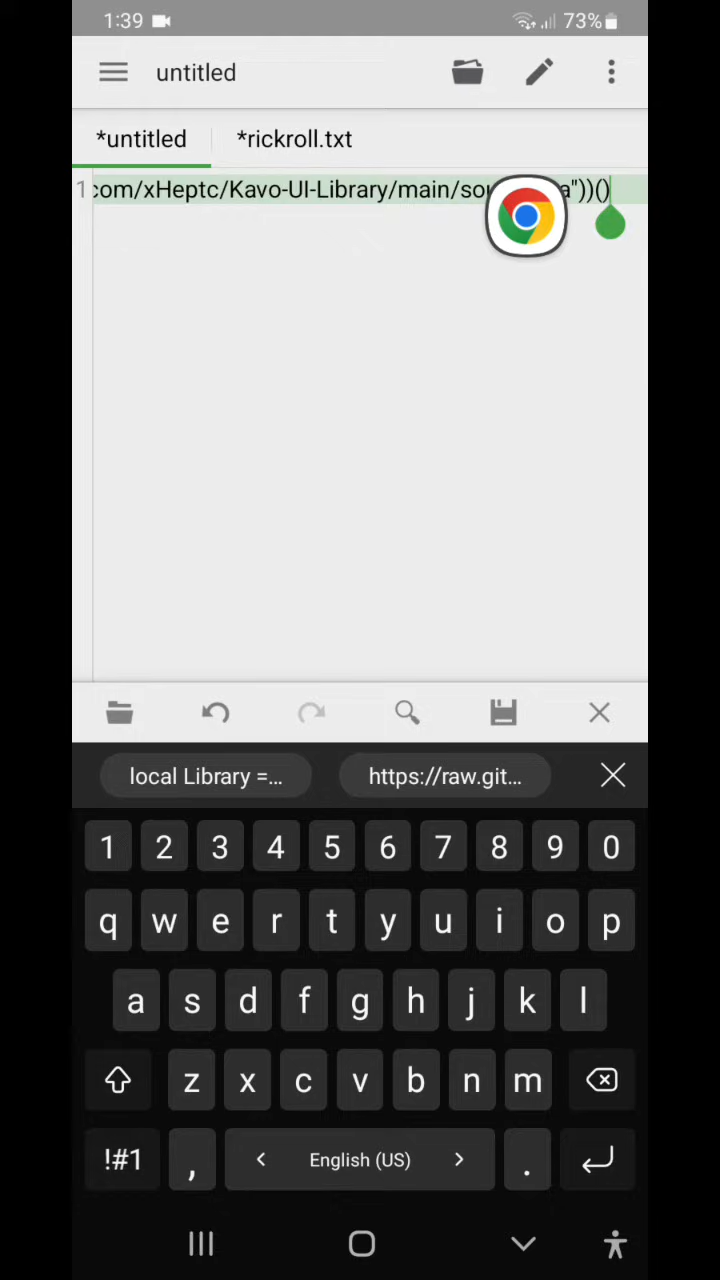 1:39 73%
untitled
*untitled *rickroll.txt
1 com/xHeptc/Kavo-UI-Library/main/sou a"))()
local Library =... https://raw.git...
1 2 3 4 5 6 7 8 9 0
q w e r t y u i o p
a s d f g h j k l
z x c v b n m
!#1 , < English (US) > .